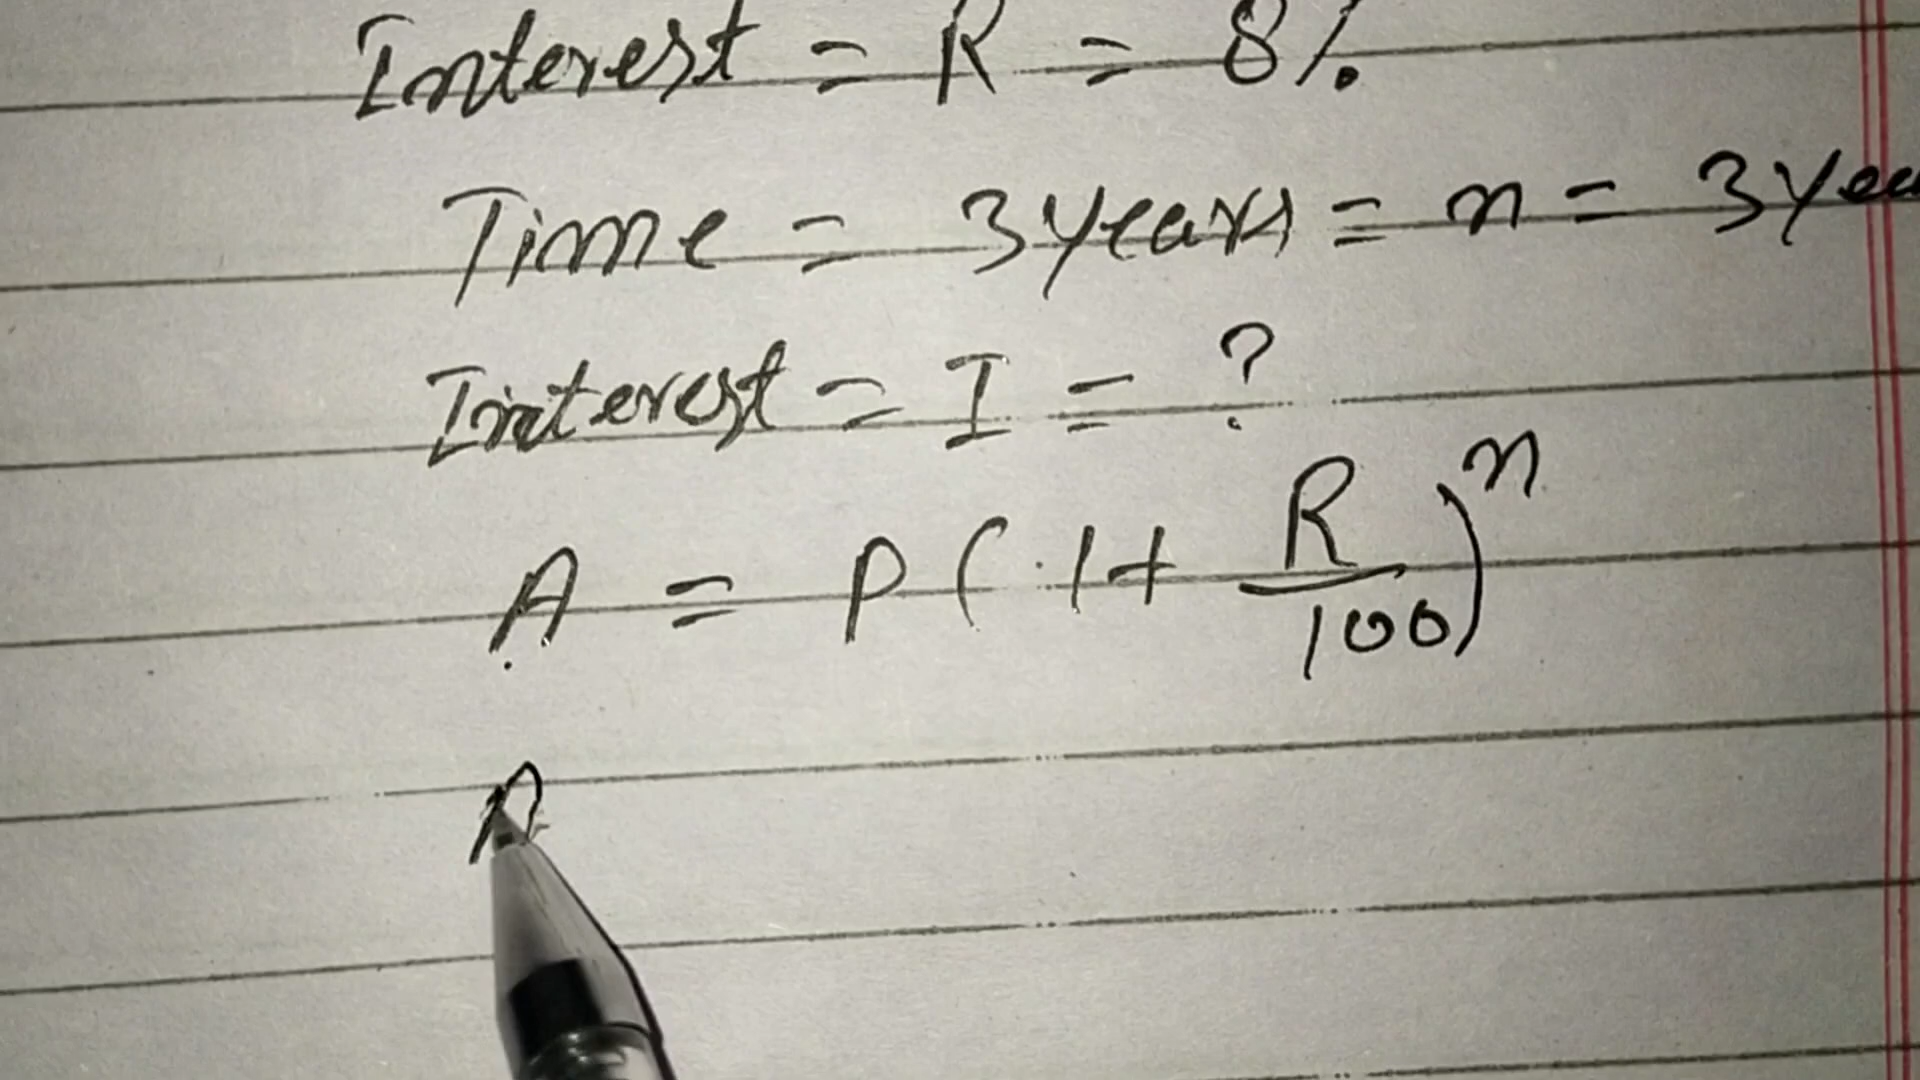 Interest = R = 8%
Time = 3 years = n = 3 yea
Interest = I = ?
A = P ( 1 + R/100 )^n
A